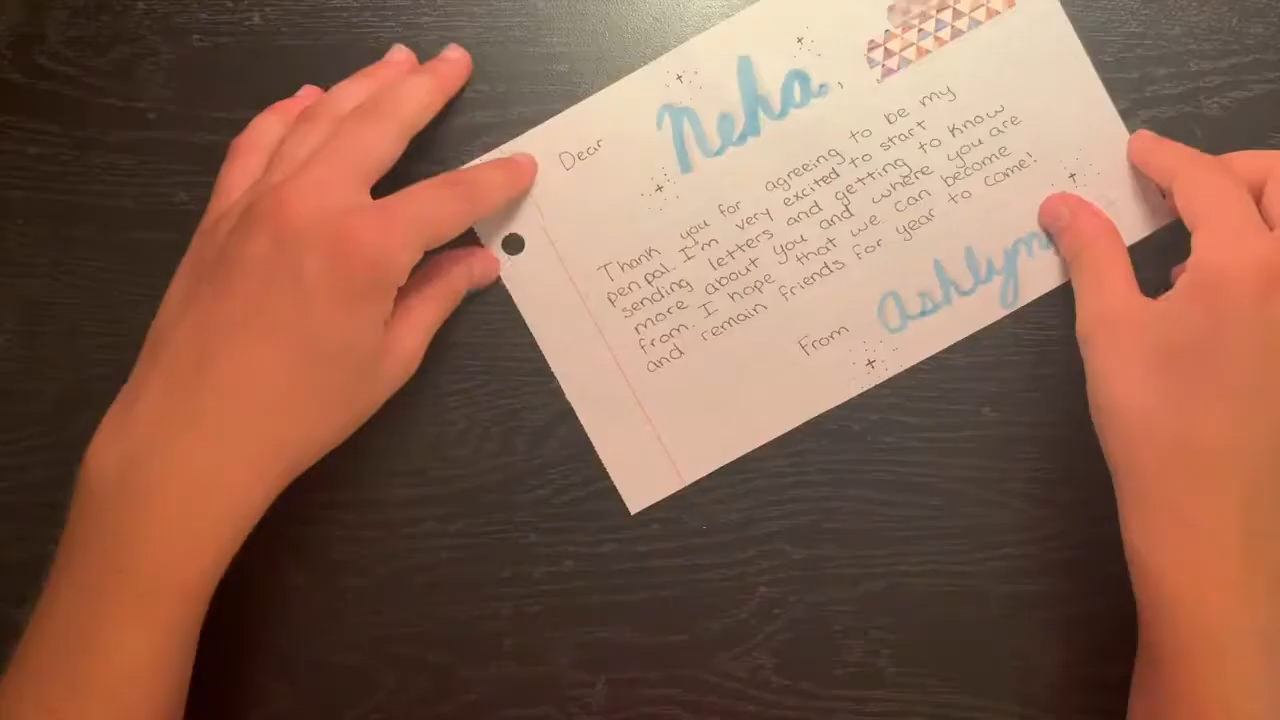 Dear Neha,
Thank you for agreeing to be my
penpal. I'm very excited to start
sending letters and getting to know
more about you and where you are
from. I hope that we can become
and remain friends for year to come!
From Ashlyn